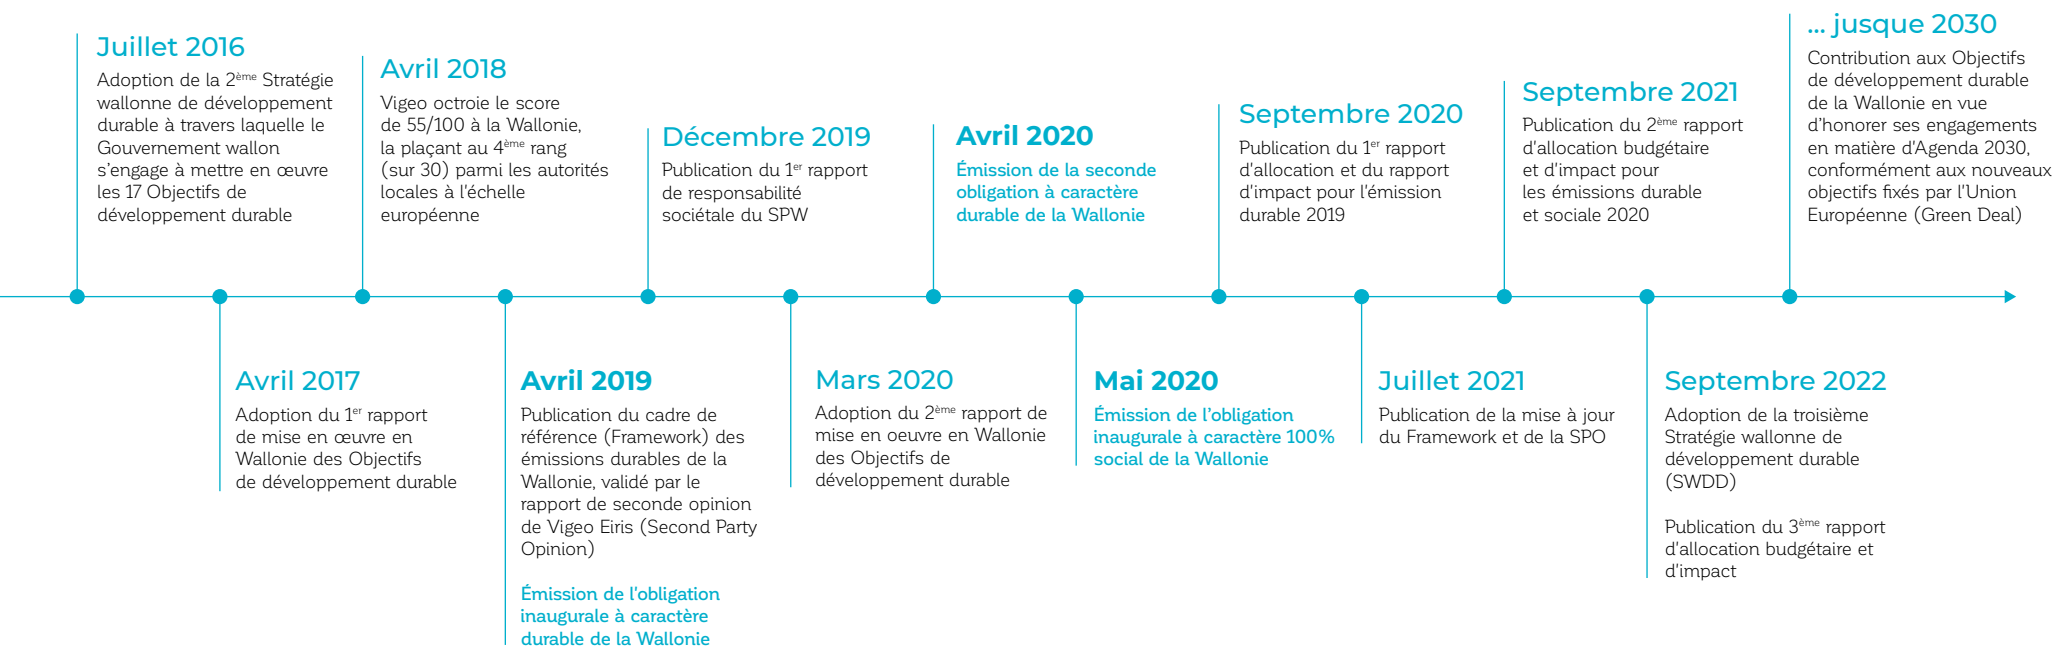 Juillet 2016
Adoption de la 2ème Stratégie
wallonne de développement
durable à travers laquelle le
Gouvernement wallon
s'engage à mettre en œuvre
les 17 Objectifs de
développement durable
Avril 2017
Adoption du 1er rapport
de mise en œuvre en
Wallonie des Objectifs
de développement durable
Avril 2018
Vigeo octroie le score
de 55/100 à la Wallonie,
la plaçant au 4ème rang
(sur 30) parmi les autorités
locales à l'échelle
européenne
Avril 2019
Publication du cadre de
référence (Framework) des
émissions durables de la
Wallonie, validé par le
rapport de seconde opinion
de Vigeo Eiris (Second Party
Opinion)
Émission de l'obligation
inaugurale à caractère
durable de la Wallonie
Décembre 2019
Publication du 1er rapport
de responsabilité
sociétale du SPW
Mars 2020
Adoption du 2ème rapport de
mise en oeuvre en Wallonie
des Objectifs de
développement durable
Avril 2020
Émission de la seconde
obligation à caractère
durable de la Wallonie
Mai 2020
Émission de l’obligation
inaugurale à caractère 100%
social de la Wallonie
Septembre 2020
Publication du 1er rapport
d'allocation et du rapport
d'impact pour l'émission
durable 2019
Juillet 2021
Publication de la mise à jour
du Framework et de la SPO
Septembre 2021
Publication du 2ème rapport
d'allocation budgétaire
et d'impact pour
les émissions durable
et sociale 2020
Septembre 2022
Adoption de la troisième
Stratégie wallonne de
développement durable
(SWDD)
Publication du 3ème rapport
d'allocation budgétaire et
d'impact
... jusque 2030
Contribution aux Objectifs
de développement durable
de la Wallonie en vue
d’honorer ses engagements
en matière d'Agenda 2030,
conformément aux nouveaux
objectifs fixés par l'Union
Européenne (Green Deal)